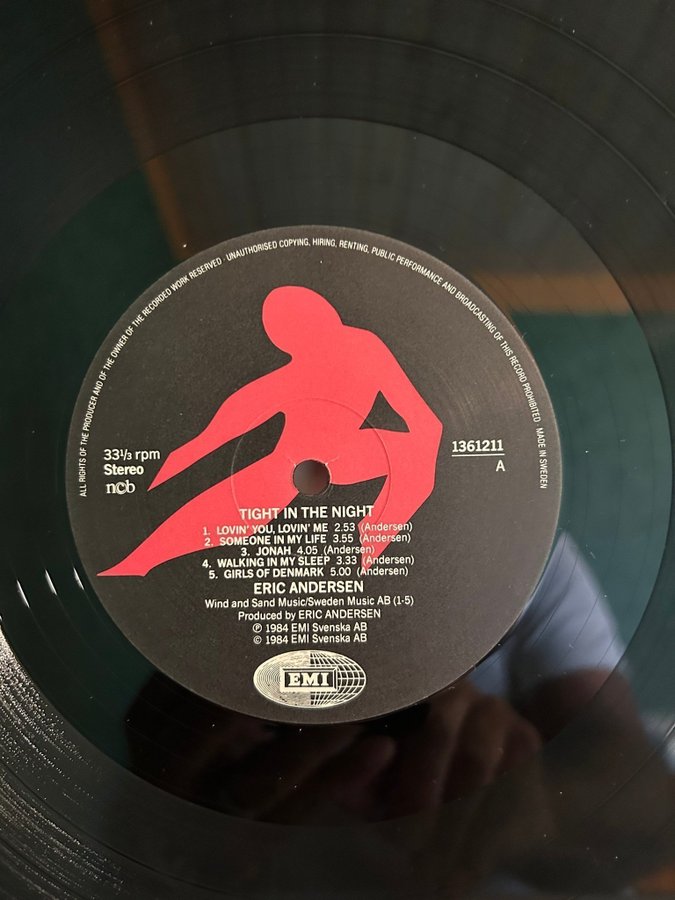 ALL RIGHTS OF THE PRODUCER AND OF THE OWNER OF THE RECORDED WORK RESERVED · UNAUTHORISED COPYING, HIRING, RENTING, PUBLIC PERFORMANCE AND BROADCASTING OF THIS RECORD PROHIBITED · MADE IN SWEDEN
33⅓ rpm
Stereo
ncb
1361211
A
TIGHT IN THE NIGHT
1. LOVIN' YOU, LOVIN' ME 2.53 (Andersen)
2. SOMEONE IN MY LIFE 3.55 (Andersen)
3. JONAH 4.05 (Andersen)
4. WALKING IN MY SLEEP 3.33 (Andersen)
5. GIRLS OF DENMARK 5.00 (Andersen)
ERIC ANDERSEN
Wind and Sand Music/Sweden Music AB (1-5)
Produced by ERIC ANDERSEN
℗ 1984 EMI Svenska AB
© 1984 EMI Svenska AB
EMI